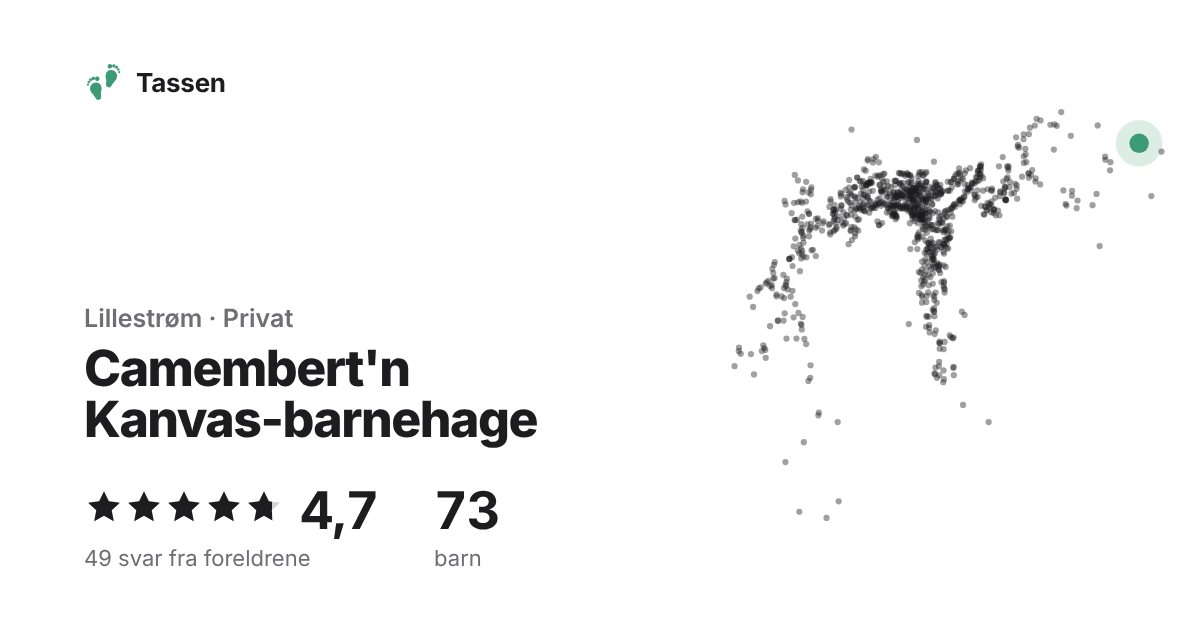 Tassen
Lillestrøm · Privat
Camembert'n
Kanvas-barnehage
4,7
49 svar fra foreldrene
73
barn